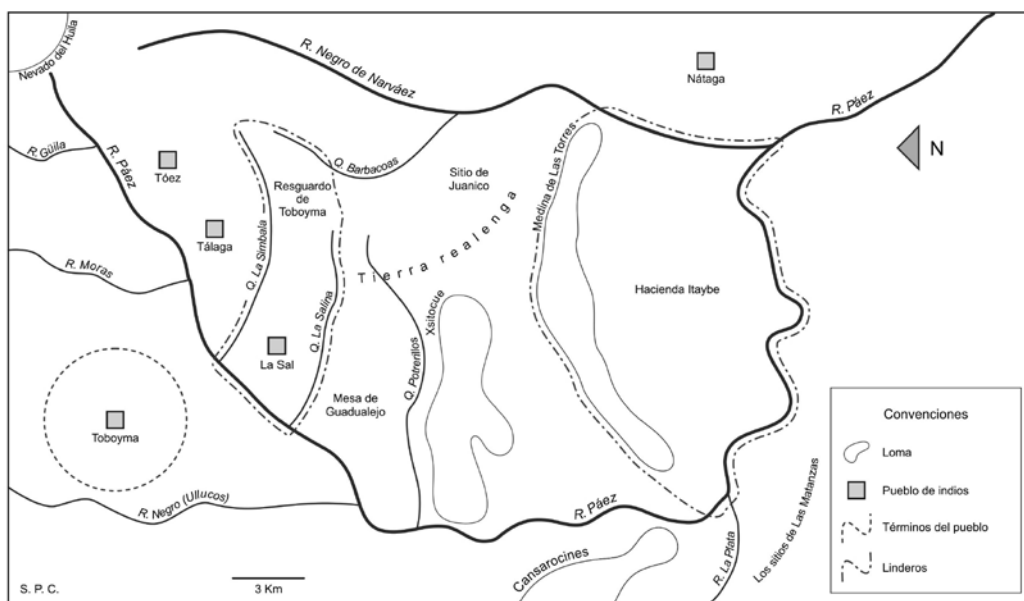 Nevado del Huila
R. Negro de Narváez
Nátaga
R. Páez
N
R. Güila
R. Páez
Tóez
Q. Barbacoas
Resguardo
de
Toboyma
Sitio de
Juanico
Medina de Las Torres
Tálaga
Q. La Simbala
Tierra realenga
R. Moras
Hacienda Itaybe
Xsitocue
Q. La Salina
La Sal
Q. Potrerillos
Mesa de
Guadualejo
Toboyma
R. Negro (Ullucos)
R. Páez
Cansarocines
R. La Plata
Los sitios de Las Matanzas
Convenciones
Loma
Pueblo de indios
Términos del pueblo
Linderos
S. P. C.
3 Km